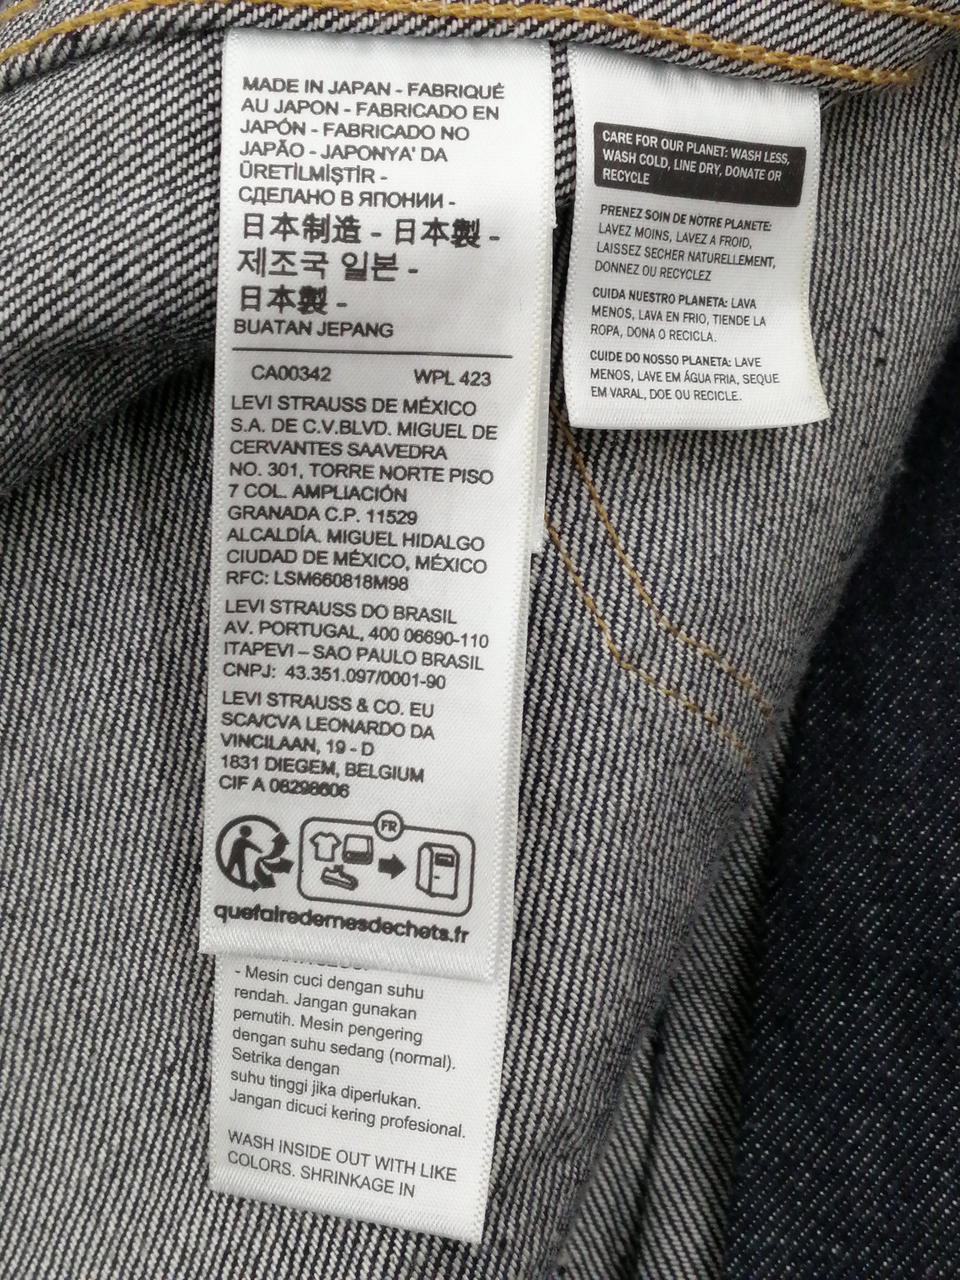 MADE IN JAPAN - FABRIQUÉ
AU JAPON - FABRICADO EN
JAPÓN - FABRICADO NO
JAPÃO - JAPONYA' DA
ÜRETİLMİŞTİR -
СДЕЛАНО В ЯПОНИИ -
日本制造 - 日本製 -
제조국 일본 -
日本製 -
BUATAN JEPANG
CA00342 WPL 423
LEVI STRAUSS DE MÉXICO
S.A. DE C.V.BLVD. MIGUEL DE
CERVANTES SAAVEDRA
NO. 301, TORRE NORTE PISO
7 COL. AMPLIACIÓN
GRANADA C.P. 11529
ALCALDÍA. MIGUEL HIDALGO
CIUDAD DE MÉXICO, MÉXICO
RFC: LSM660818M98
LEVI STRAUSS DO BRASIL
AV. PORTUGAL, 400 06690-110
ITAPEVI – SAO PAULO BRASIL
CNPJ: 43.351.097/0001-90
LEVI STRAUSS & CO. EU
SCA/CVA LEONARDO DA
VINCILAAN, 19 - D
1831 DIEGEM, BELGIUM
CIF A 08298606
FR
quefairedemesdechets.fr
- Mesin cuci dengan suhu
rendah. Jangan gunakan
pemutih. Mesin pengering
dengan suhu sedang (normal).
Setrika dengan
suhu tinggi jika diperlukan.
Jangan dicuci kering profesional.
WASH INSIDE OUT WITH LIKE
COLORS. SHRINKAGE IN
CARE FOR OUR PLANET: WASH LESS,
WASH COLD, LINE DRY, DONATE OR
RECYCLE
PRENEZ SOIN DE NOTRE PLANETE:
LAVEZ MOINS, LAVEZ A FROID,
LAISSEZ SECHER NATURELLEMENT,
DONNEZ OU RECYCLEZ
CUIDA NUESTRO PLANETA: LAVA
MENOS, LAVA EN FRIO, TIENDE LA
ROPA, DONA O RECICLA.
CUIDE DO NOSSO PLANETA: LAVE
MENOS, LAVE EM ÁGUA FRIA, SEQUE
EM VARAL, DOE OU RECICLE.